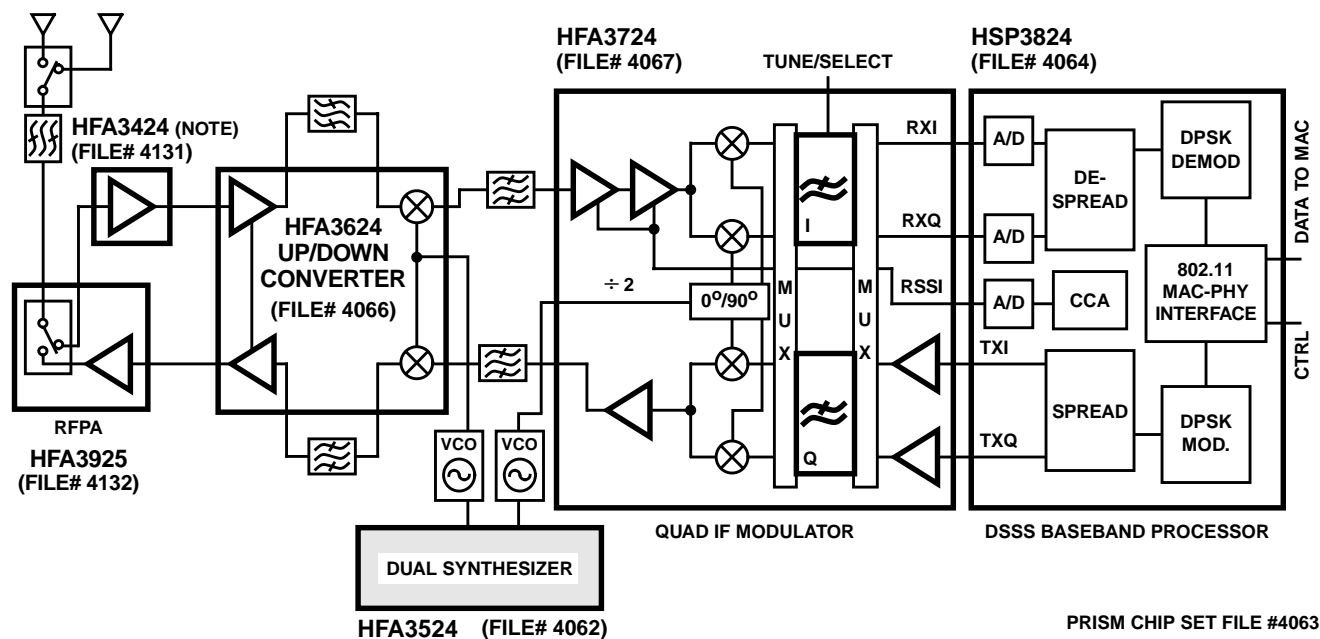 HFA3724
(FILE# 4067)
TUNE/SELECT
HSP3824
(FILE# 4064)
HFA3424 (NOTE)
(FILE# 4131)
HFA3624
UP/DOWN
CONVERTER
(FILE# 4066)
RFPA
HFA3925
(FILE# 4132)
VCO
VCO
DUAL SYNTHESIZER
HFA3524 (FILE# 4062)
÷ 2
0°/90°
I
Q
M
U
X
M
U
X
RXI
RXQ
RSSI
TXI
TXQ
QUAD IF MODULATOR
A/D
A/D
A/D
DE-
SPREAD
CCA
SPREAD
DPSK
DEMOD
802.11
MAC-PHY
INTERFACE
DPSK
MOD.
DATA TO MAC
CTRL
DSSS BASEBAND PROCESSOR
PRISM CHIP SET FILE #4063